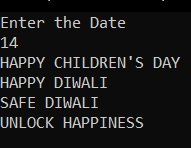 Enter the Date
14
HAPPY CHILDREN'S DAY
HAPPY DIWALI
SAFE DIWALI
UNLOCK HAPPINESS